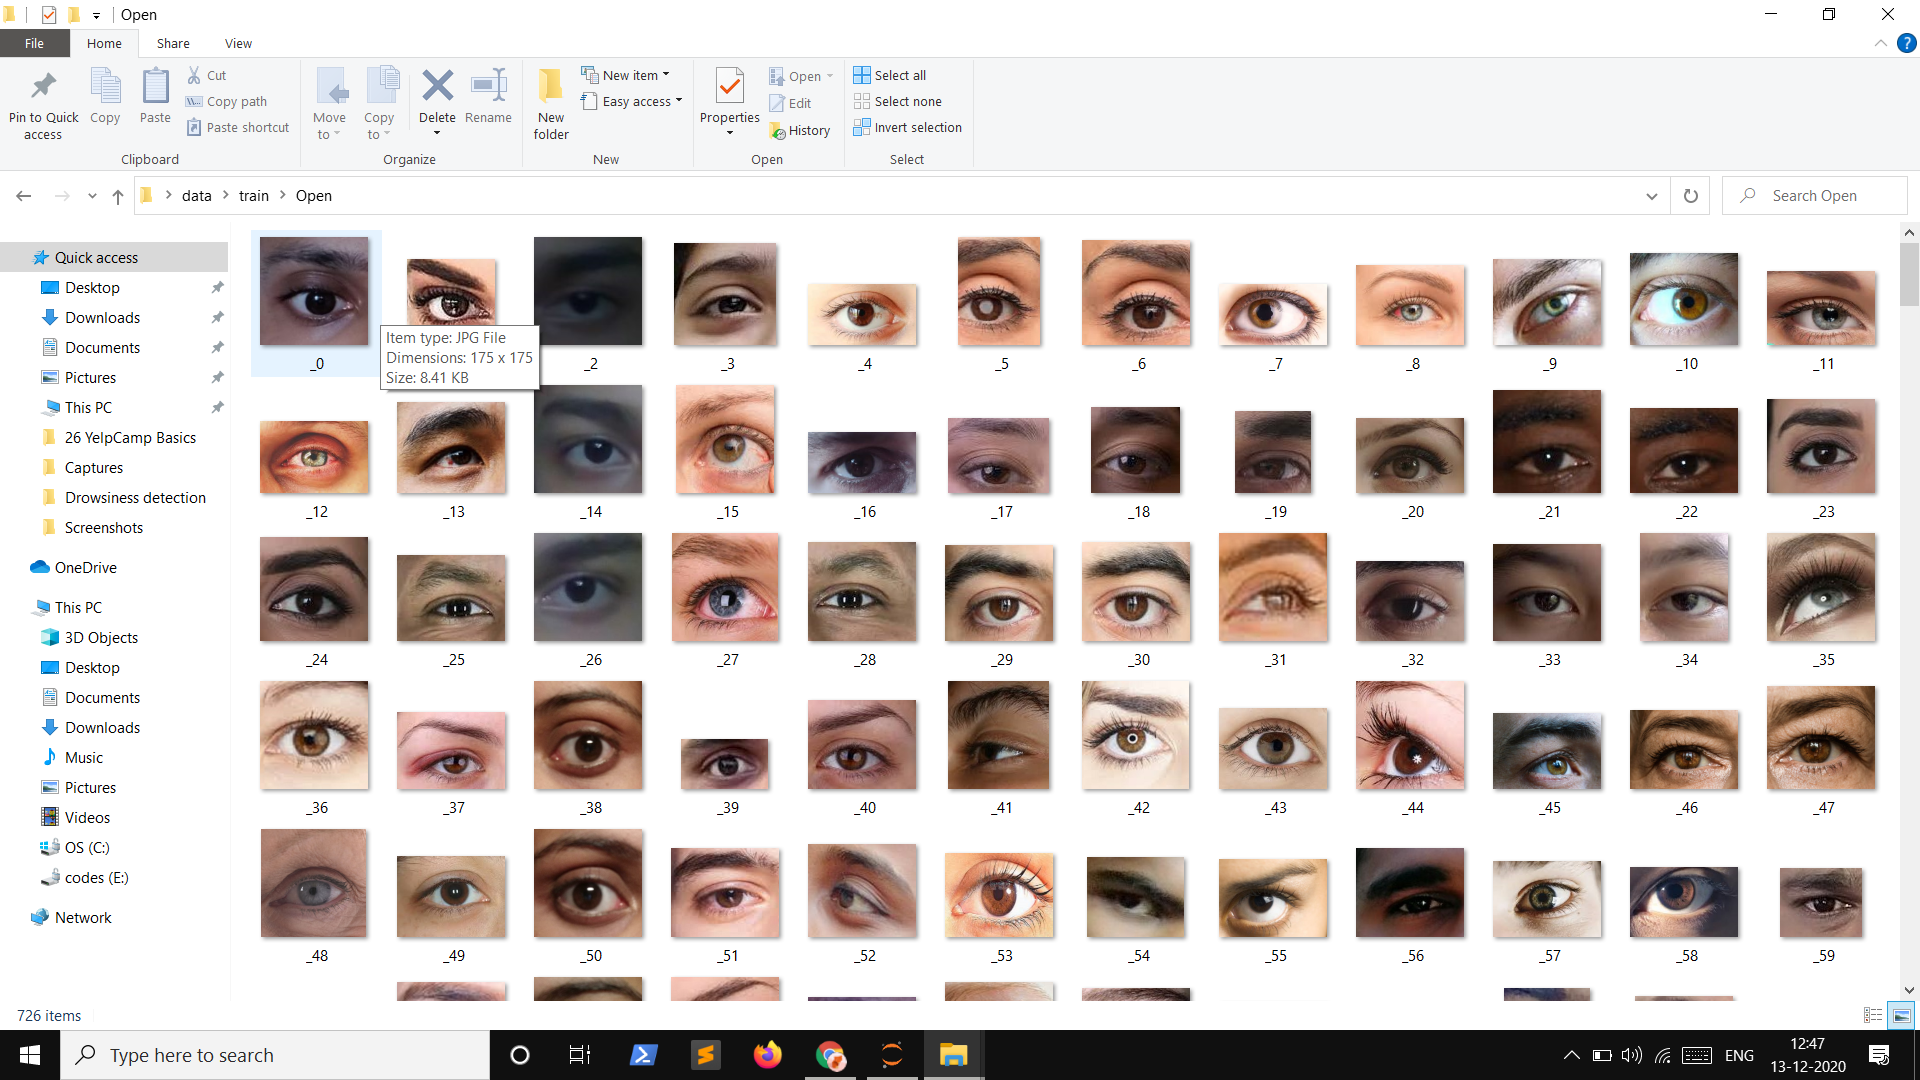 Open
File
Home
Share
View
?
Pin to Quick access
Copy
Paste
Cut
Copy path
Paste shortcut
Clipboard
Move to
Copy to
Delete
Rename
Organize
New folder
New item
Easy access
New
Properties
Open
Edit
History
Open
Select all
Select none
Invert selection
Select
data > train > Open
Search Open
Quick access
Desktop
Downloads
Documents
Pictures
This PC
26 YelpCamp Basics
Captures
Drowsiness detection
Screenshots
OneDrive
This PC
3D Objects
Desktop
Documents
Downloads
Music
Pictures
Videos
OS (C:)
codes (E:)
Network
Item type: JPG File
Dimensions: 175 x 175
Size: 8.41 KB
_0 _2 _3 _4 _5 _6 _7 _8 _9 _10 _11
_12 _13 _14 _15 _16 _17 _18 _19 _20 _21 _22 _23
_24 _25 _26 _27 _28 _29 _30 _31 _32 _33 _34 _35
_36 _37 _38 _39 _40 _41 _42 _43 _44 _45 _46 _47
_48 _49 _50 _51 _52 _53 _54 _55 _56 _57 _58 _59
726 items
Type here to search
ENG
12:47
13-12-2020